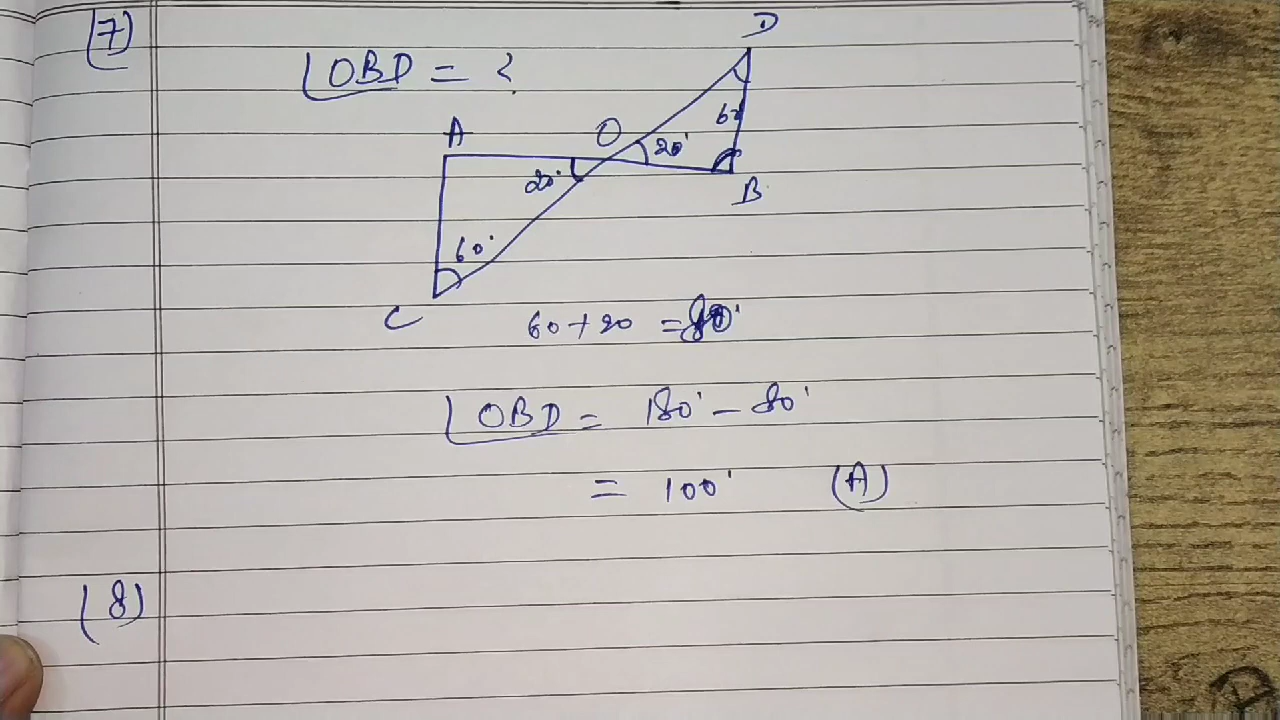 (7)
∠OBD = ?
D
A
O
20°
60
20°
B
60°
C
60+20 = 80°
∠OBD = 180° - 80°
= 100° (A)
(8)